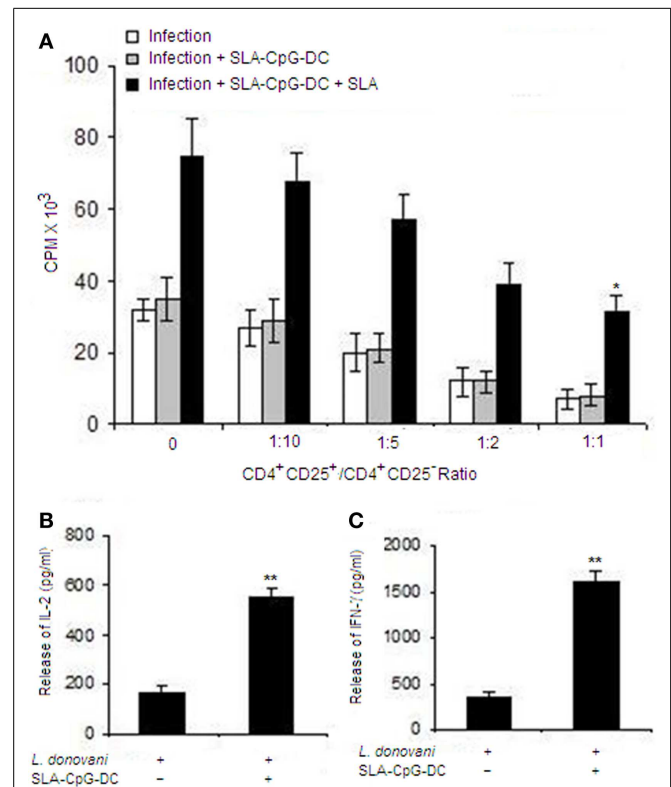 A
Infection
Infection + SLA-CpG-DC
Infection + SLA-CpG-DC + SLA
100
80
60
40
20
0
CPM X 10³
*
0 1:10 1:5 1:2 1:1
CD4⁺CD25⁺/CD4⁺CD25⁻Ratio
B
800
600
400
200
0
Release of IL-2 (pg/ml)
**
L. donovani + +
SLA-CpG-DC – +
C
2000
1500
1000
500
0
Release of IFN-γ (pg/ml)
**
L. donovani + +
SLA-CpG-DC – +